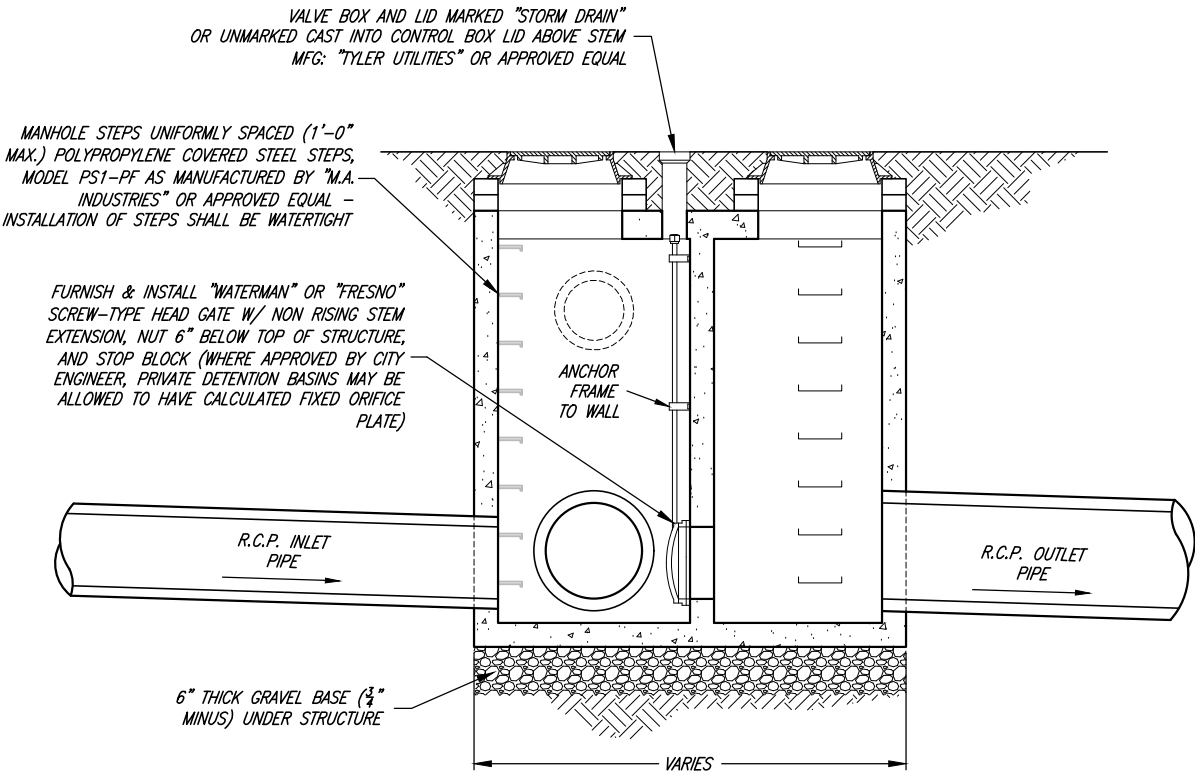 VALVE BOX AND LID MARKED "STORM DRAIN"
OR UNMARKED CAST INTO CONTROL BOX LID ABOVE STEM
MFG: "TYLER UTILITIES" OR APPROVED EQUAL
MANHOLE STEPS UNIFORMLY SPACED (1'-0"
MAX.) POLYPROPYLENE COVERED STEEL STEPS,
MODEL PS1-PF AS MANUFACTURED BY "M.A.
INDUSTRIES" OR APPROVED EQUAL –
INSTALLATION OF STEPS SHALL BE WATERTIGHT
FURNISH & INSTALL "WATERMAN" OR "FRESNO"
SCREW-TYPE HEAD GATE W/ NON RISING STEM
EXTENSION, NUT 6" BELOW TOP OF STRUCTURE,
AND STOP BLOCK (WHERE APPROVED BY CITY
ENGINEER, PRIVATE DETENTION BASINS MAY BE
ALLOWED TO HAVE CALCULATED FIXED ORIFICE
PLATE)
ANCHOR
FRAME
TO WALL
R.C.P. INLET
PIPE
R.C.P. OUTLET
PIPE
6" THICK GRAVEL BASE (3/4"
MINUS) UNDER STRUCTURE
VARIES